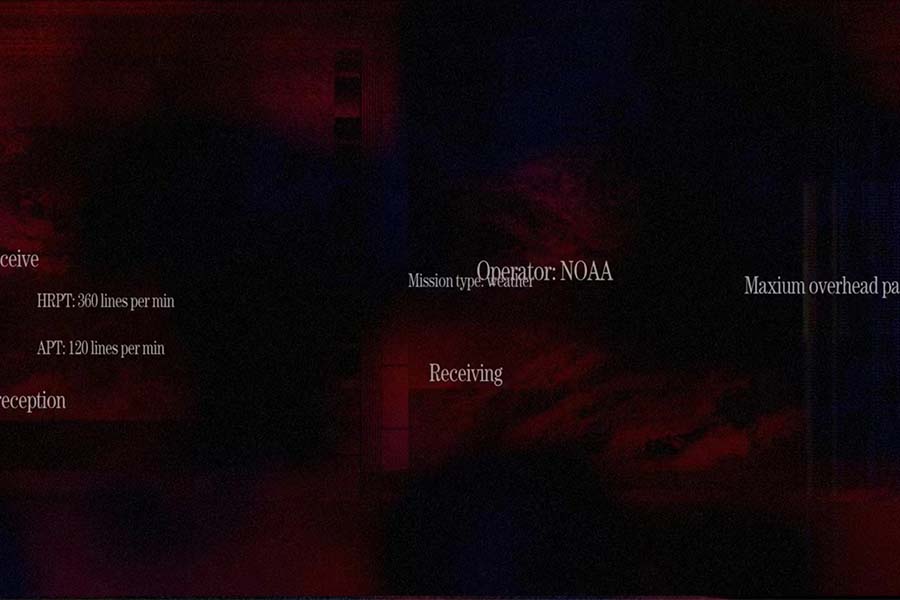 ceive
HRPT: 360 lines per min
APT: 120 lines per min
reception
Operator: NOAA
Mission type: weather
Receiving
Maxium overhead pa